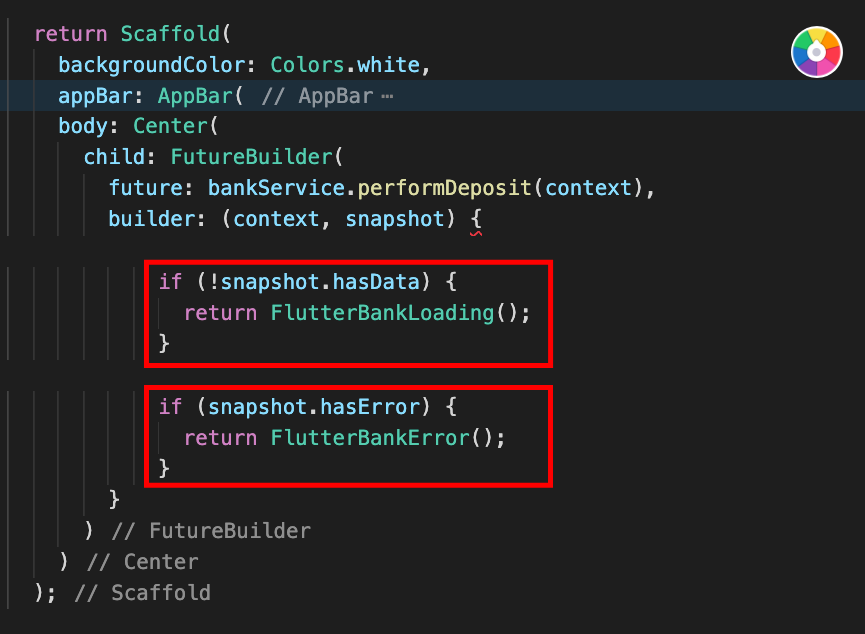 return Scaffold(
backgroundColor: Colors.white,
appBar: AppBar( // AppBar ⋯
body: Center(
child: FutureBuilder(
future: bankService.performDeposit(context),
builder: (context, snapshot) {
if (!snapshot.hasData) {
return FlutterBankLoading();
}
if (snapshot.hasError) {
return FlutterBankError();
}
}
) // FutureBuilder
) // Center
); // Scaffold